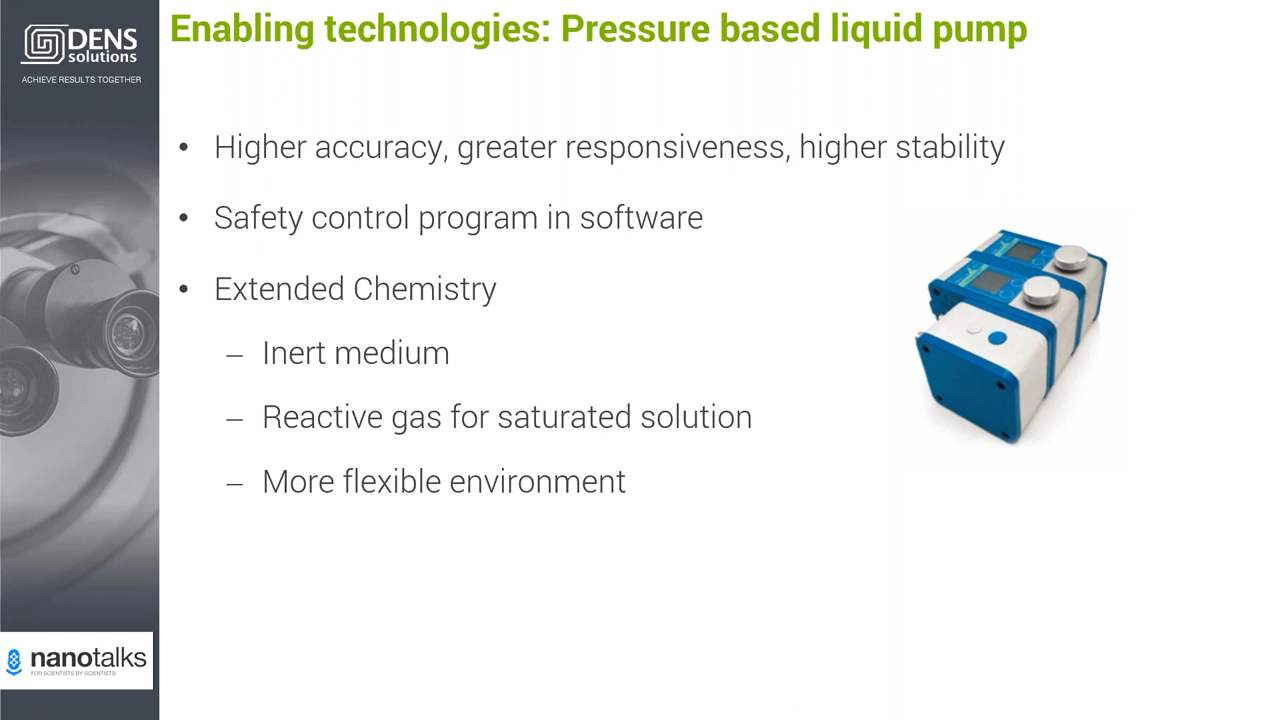 DENS
solutions
ACHIEVE RESULTS TOGETHER
Enabling technologies: Pressure based liquid pump
• Higher accuracy, greater responsiveness, higher stability
• Safety control program in software
• Extended Chemistry
– Inert medium
– Reactive gas for saturated solution
– More flexible environment
nanotalks
FOR SCIENTISTS BY SCIENTISTS!